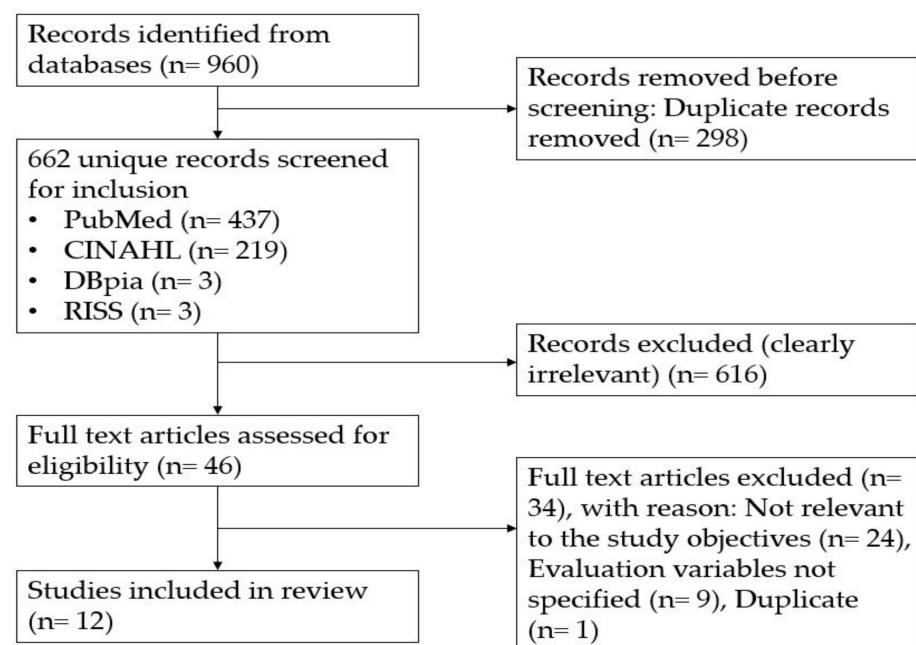 Records identified from
databases (n= 960)
Records removed before
screening: Duplicate records
removed (n= 298)
662 unique records screened
for inclusion
• PubMed (n= 437)
• CINAHL (n= 219)
• DBpia (n= 3)
• RISS (n= 3)
Records excluded (clearly
irrelevant) (n= 616)
Full text articles assessed for
eligibility (n= 46)
Full text articles excluded (n=
34), with reason: Not relevant
to the study objectives (n= 24),
Evaluation variables not
specified (n= 9), Duplicate
(n= 1)
Studies included in review
(n= 12)